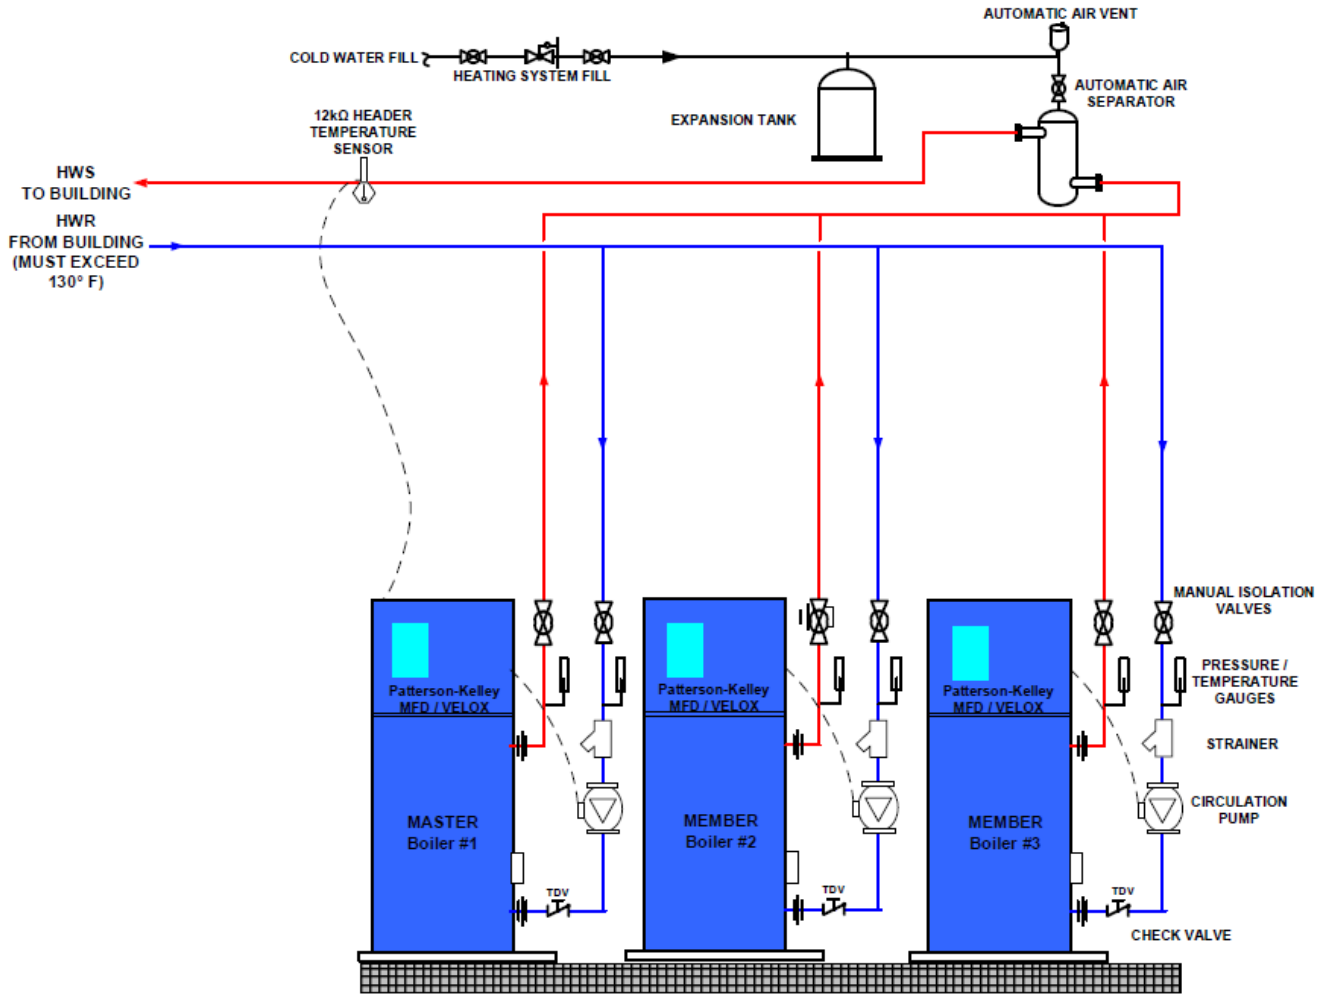 AUTOMATIC AIR VENT
COLD WATER FILL
HEATING SYSTEM FILL
AUTOMATIC AIR
SEPARATOR
EXPANSION TANK
12kΩ HEADER
TEMPERATURE
SENSOR
HWS
TO BUILDING
HWR
FROM BUILDING
(MUST EXCEED
130° F)
MANUAL ISOLATION
VALVES
PRESSURE /
TEMPERATURE
GAUGES
STRAINER
CIRCULATION
PUMP
Patterson-Kelley
MFD / VELOX
MASTER
Boiler #1
TDV
Patterson-Kelley
MFD / VELOX
MEMBER
Boiler #2
TDV
Patterson-Kelley
MFD / VELOX
MEMBER
Boiler #3
TDV
CHECK VALVE